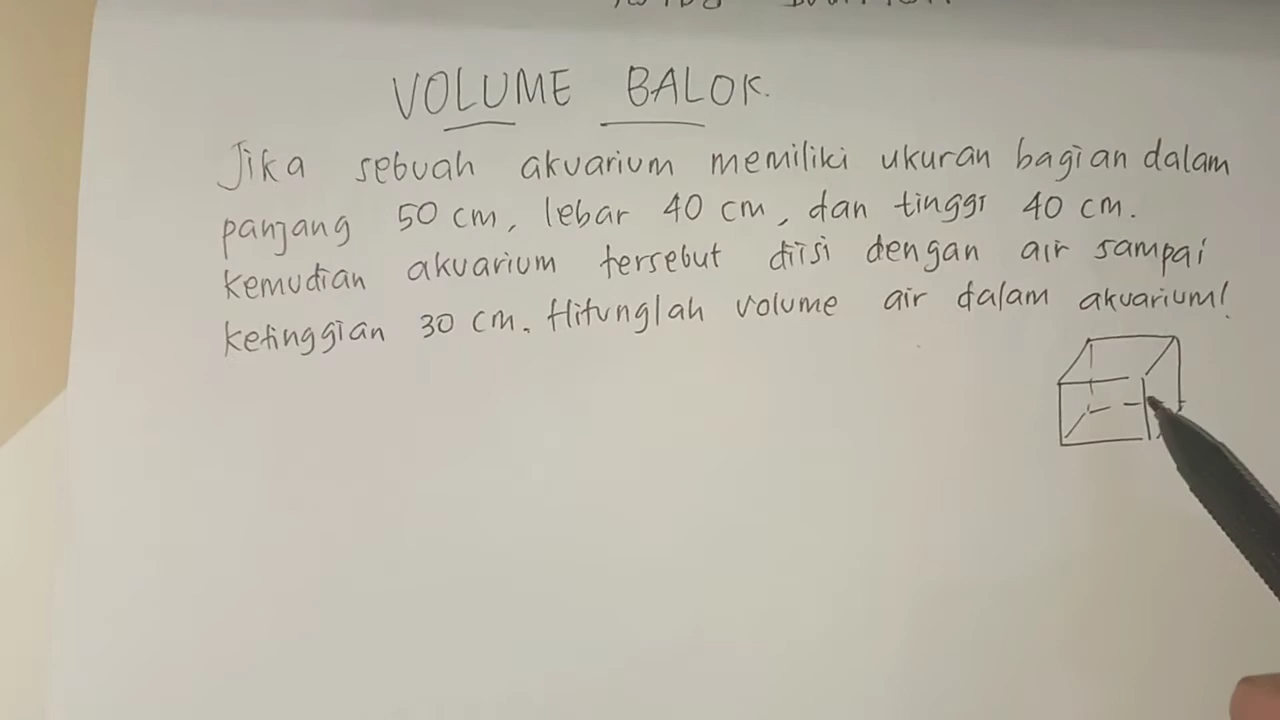 VOLUME BALOK.
Jika sebuah akuarium memiliki ukuran bagian dalam
panjang 50 cm, lebar 40 cm, dan tinggi 40 cm.
kemudian akuarium tersebut diisi dengan air sampai
ketinggian 30 cm. Hitunglah volume air dalam akuarium!